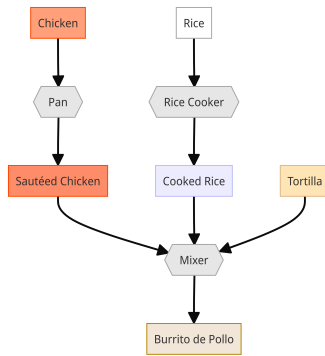 Chicken
Rice
Pan
Rice Cooker
Sautéed Chicken
Cooked Rice
Tortilla
Mixer
Burrito de Pollo